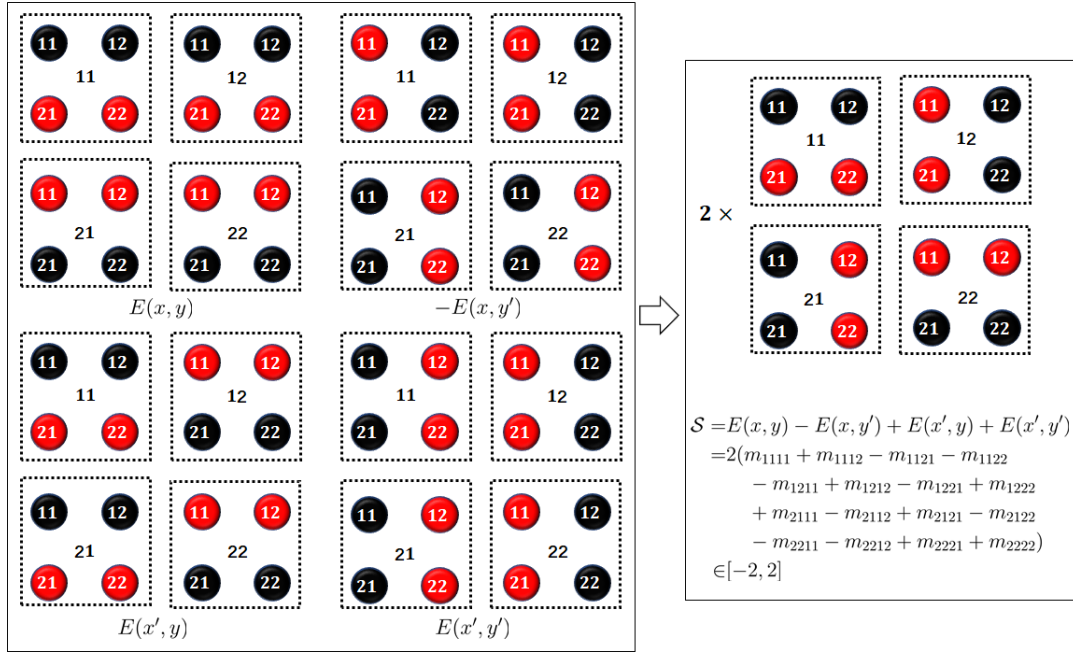 11 12 11 12 11 12 11 12
11 12 11 12
21 22 21 22 21 22 21 22
11 12 11 12 11 12 11 12
21 22 21 22
21 22 21 22 21 22 21 22
E(x, y) −E(x, y′)
11 12 11 12 11 12 11 12
11 12 11 12
21 22 21 22 21 22 21 22
11 12 11 12 11 12 11 12
21 22 21 22
21 22 21 22 21 22 21 22
E(x′, y) E(x′, y′)
11 12 11 12
11 12
21 22 21 22
2 ×
11 12 11 12
21 22
21 22 21 22
𝒮 =E(x, y) − E(x, y′) + E(x′, y) + E(x′, y′)
=2(m₁₁₁₁ + m₁₁₁₂ − m₁₁₂₁ − m₁₁₂₂
− m₁₂₁₁ + m₁₂₁₂ − m₁₂₂₁ + m₁₂₂₂
+ m₂₁₁₁ − m₂₁₁₂ + m₂₁₂₁ − m₂₁₂₂
− m₂₂₁₁ − m₂₂₁₂ + m₂₂₂₁ + m₂₂₂₂)
∈[−2, 2]